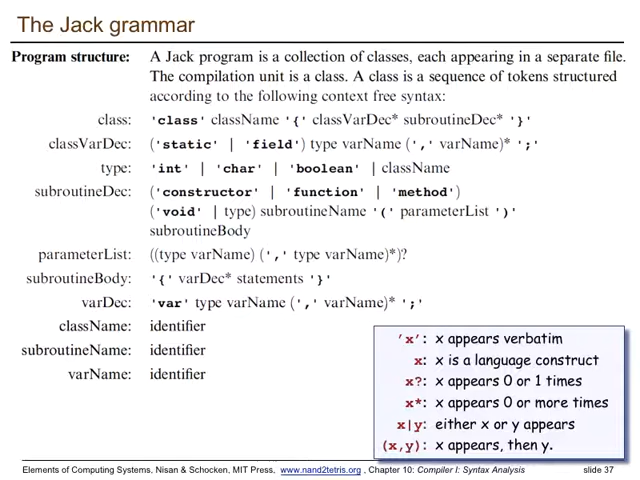 The Jack grammar
Program structure: A Jack program is a collection of classes, each appearing in a separate file.
The compilation unit is a class. A class is a sequence of tokens structured
according to the following context free syntax:
class: 'class' className '{' classVarDec* subroutineDec* '}'
classVarDec: ('static' | 'field') type varName (',' varName)* ';'
type: 'int' | 'char' | 'boolean' | className
subroutineDec: ('constructor' | 'function' | 'method')
('void' | type) subroutineName '(' parameterList ')'
subroutineBody
parameterList: ((type varName) (',' type varName)*)?
subroutineBody: '{' varDec* statements '}'
varDec: 'var' type varName (',' varName)* ';'
className: identifier
subroutineName: identifier
varName: identifier
'x': x appears verbatim
x: x is a language construct
x?: x appears 0 or 1 times
x*: x appears 0 or more times
x|y: either x or y appears
(x,y): x appears, then y.
Elements of Computing Systems, Nisan & Schocken, MIT Press, www.nand2tetris.org , Chapter 10: Compiler I: Syntax Analysis slide 37